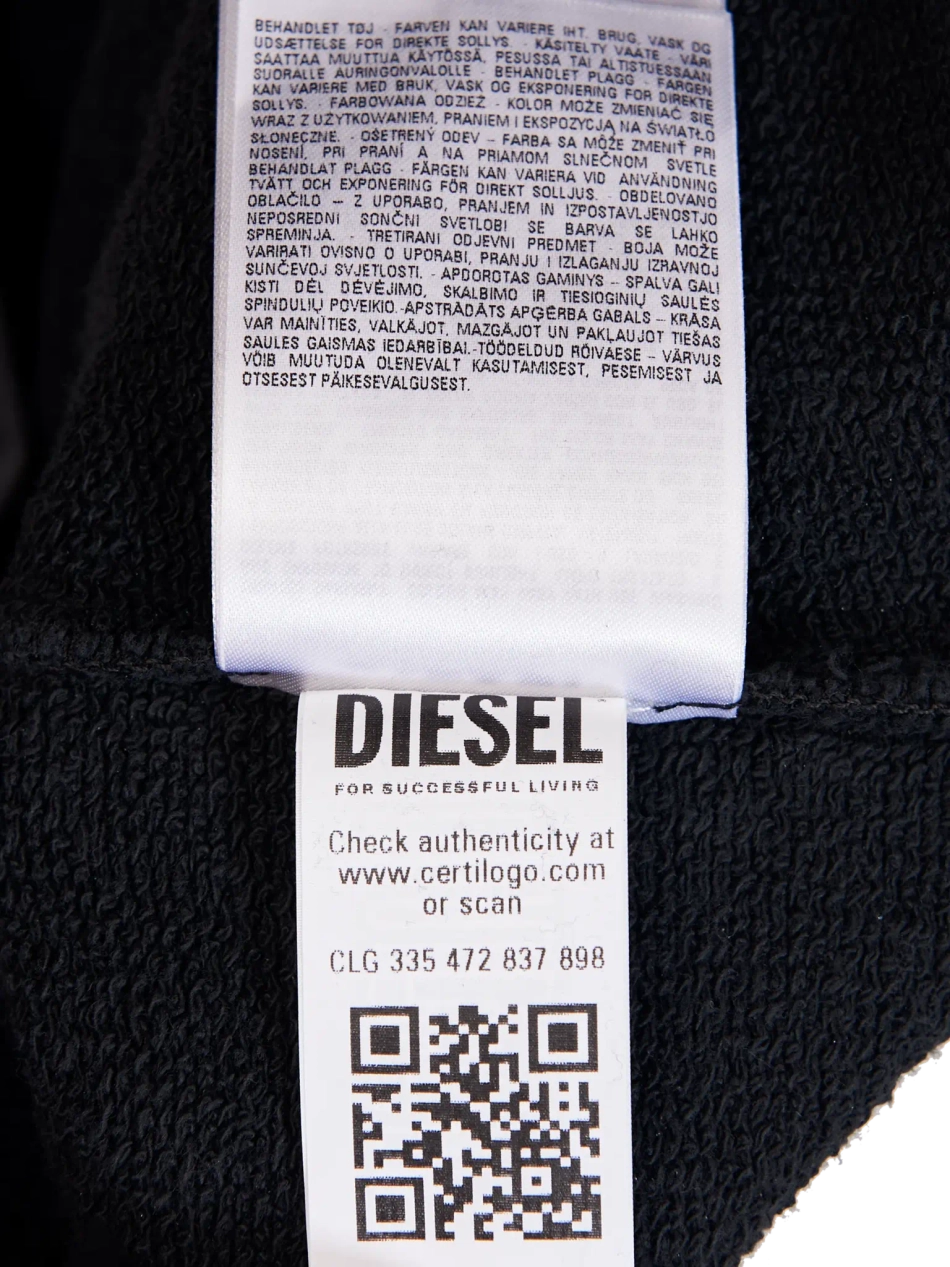 BEHANDLET TØJ - FARVEN KAN VARIERE IHT. BRUG, VASK OG
UDSÆTTELSE FOR DIREKTE SOLLYS. - KÄSITELTY VAATE - VÄRI
SAATTAA MUUTTUA KÄYTÖSSÄ, PESUSSA TAI ALTISTUESSAAN
SUORALLE AURINGONVALOLLE - BEHANDLET PLAGG - FARGEN
KAN VARIERE MED BRUK, VASK OG EKSPONERING FOR DIREKTE
SOLLYS. - FARBOWANA ODZIEŻ - KOLOR MOŻE ZMIENIAĆ SIĘ
WRAZ Z UŻYTKOWANIEM, PRANIEM I EKSPOZYCJĄ NA ŚWIATŁO
SŁONECZNE. - OŠETRENÝ ODEV – FARBA SA MÔŽE ZMENIŤ PRI
NOSENÍ, PRI PRANÍ A NA PRIAMOM SLNEČNOM SVETLE
BEHANDLAT PLAGG - FÄRGEN KAN VARIERA VID ANVÄNDNING
TVÄTT OCH EXPONERING FÖR DIREKT SOLLJUS. - OBDELOVANO
OBLAČILO – Z UPORABO, PRANJEM IN IZPOSTAVLJENOSTJO
NEPOSREDNI SONČNI SVETLOBI SE BARVA SE LAHKO
SPREMINJA. - TRETIRANI ODJEVNI PREDMET - BOJA MOŽE
VARIRATI OVISNO O UPORABI, PRANJU I IZLAGANJU IZRAVNOJ
SUNČEVOJ SVJETLOSTI. - APDOROTAS GAMINYS – SPALVA GALI
KISTI DĖL DĖVĖJIMO, SKALBIMO IR TIESIOGINIŲ SAULĖS
SPINDULIŲ POVEIKIO.-APSTRĀDĀTS APĢĒRBA GABALS – KRĀSA
VAR MAINĪTIES, VALKĀJOT, MAZGĀJOT UN PAKĻAUJOT TIEŠAS
SAULES GAISMAS IEDARBĪBAI.-TÖÖDELDUD RÕIVAESE – VÄRVUS
VÕIB MUUTUDA OLENEVALT KASUTAMISEST, PESEMISEST JA
OTSESEST PÄIKESEVALGUSEST.
DIESEL
FOR SUCCESSFUL LIVING
Check authenticity at
www.certilogo.com
or scan
CLG 335 472 837 898